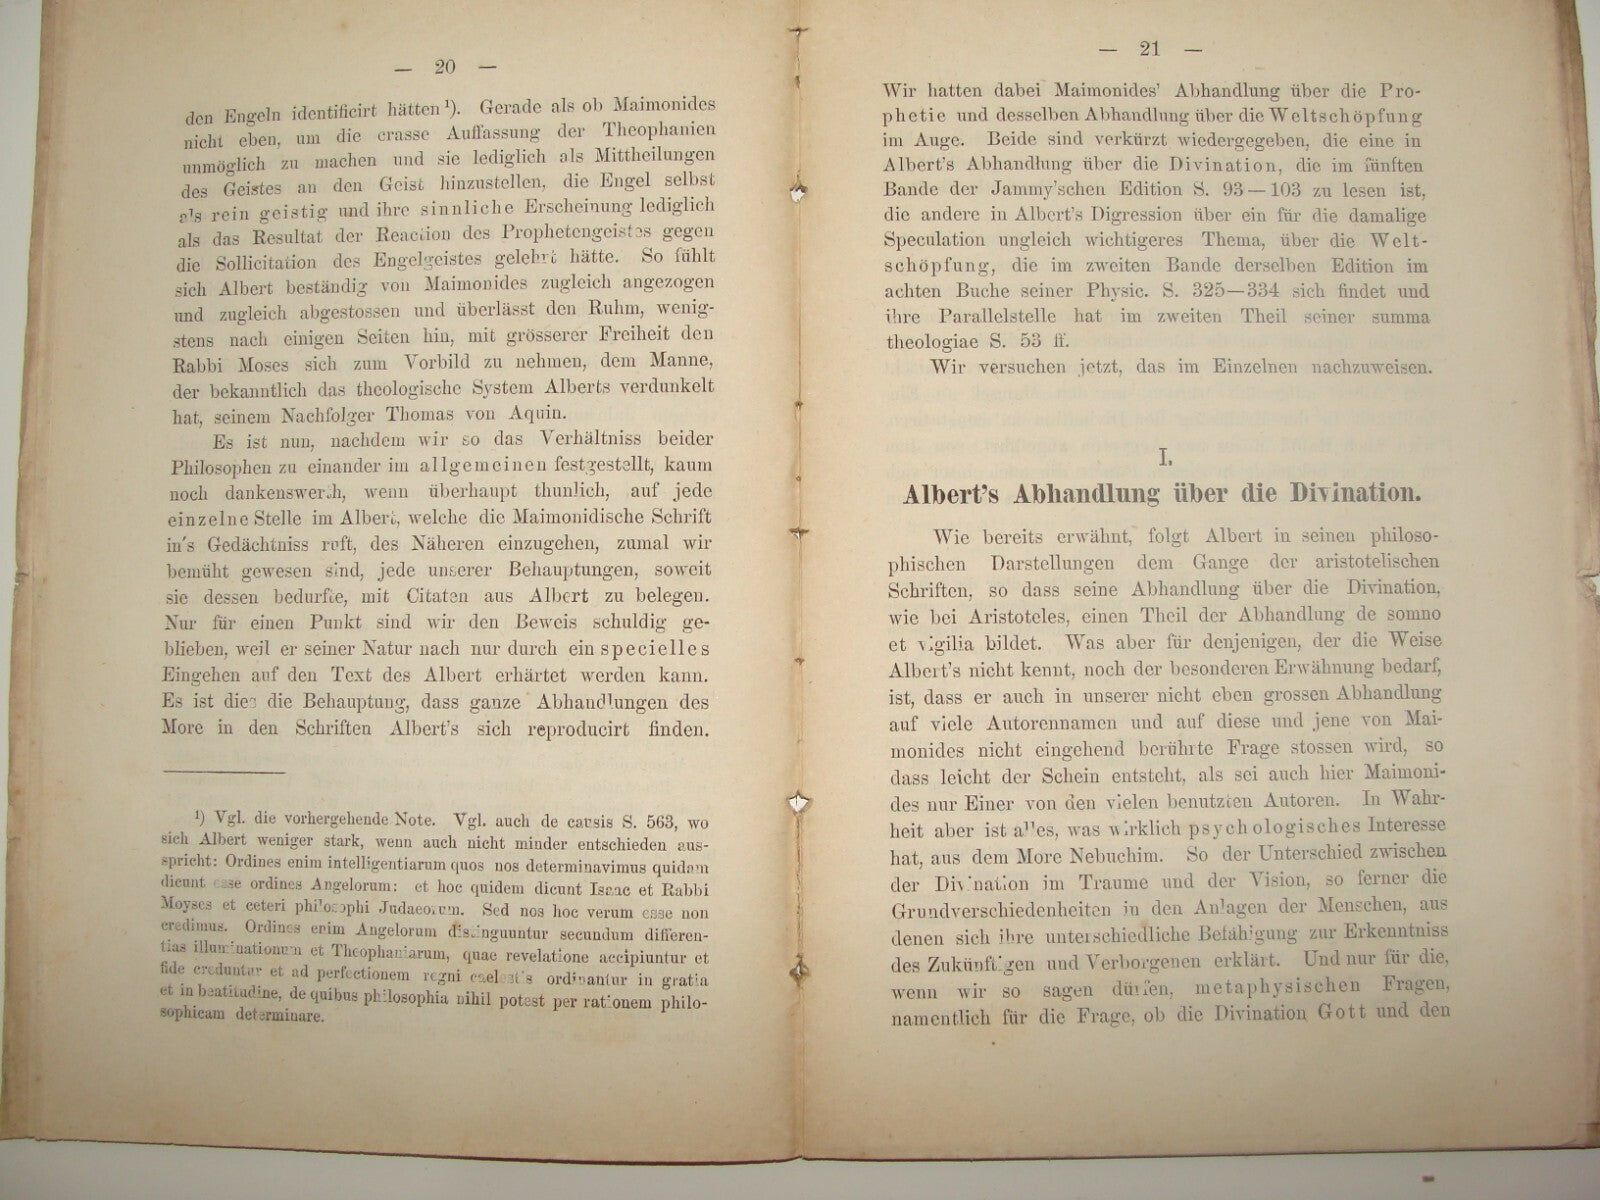 — 20 —
den Engeln identificirt hätten ¹). Gerade als ob Maimonides
nicht eben, um die crasse Auffassung der Theophanien
unmöglich zu machen und sie lediglich als Mittheilungen
des Geistes an den Geist hinzustellen, die Engel selbst
als rein geistig und ihre sinnliche Erscheinung lediglich
als das Resultat der Reaction des Prophetengeistes gegen
die Sollicitation des Engelgeistes gelehrt hätte. So fühlt
sich Albert beständig von Maimonides zugleich angezogen
und zugleich abgestossen und überlässt den Ruhm, wenig-
stens nach einigen Seiten hin, mit grösserer Freiheit den
Rabbi Moses sich zum Vorbild zu nehmen, dem Manne,
der bekanntlich das theologische System Alberts verdunkelt
hat, seinem Nachfolger Thomas von Aquin.
Es ist nun, nachdem wir so das Verhältniss beider
Philosophen zu einander im allgemeinen festgestellt, kaum
noch dankenswerth, wenn überhaupt thunlich, auf jede
einzelne Stelle im Albert, welche die Maimonidische Schrift
in's Gedächtniss ruft, des Näheren einzugehen, zumal wir
bemüht gewesen sind, jede unserer Behauptungen, soweit
sie dessen bedurfte, mit Citaten aus Albert zu belegen.
Nur für einen Punkt sind wir den Beweis schuldig ge-
blieben, weil er seiner Natur nach nur durch ein specielles
Eingehen auf den Text des Albert erhärtet werden kann.
Es ist dies die Behauptung, dass ganze Abhandlungen des
More in den Schriften Albert's sich reproducirt finden.
¹) Vgl. die vorhergehende Note. Vgl. auch de causis S. 563, wo
sich Albert weniger stark, wenn auch nicht minder entschieden aus-
spricht: Ordines enim intelligentiarum quos nos determinavimus quidam
dicunt esse ordines Angelorum: et hoc quidem dicunt Isaac et Rabbi
Moyses et ceteri philosophi Judaeorum. Sed nos hoc verum esse non
credimus. Ordines enim Angelorum distinguuntur secundum differen-
tias illuminationum et Theophaniarum, quae revelatione accipiuntur et
fide creduntur et ad perfectionem regni caelestis ordinantur in gratia
et in beatitudine, de quibus philosophia nihil potest per rationem philo-
sophicam determinare.
— 21 —
Wir hatten dabei Maimonides' Abhandlung über die Pro-
phetie und desselben Abhandlung über die Weltschöpfung
im Auge. Beide sind verkürzt wiedergegeben, die eine in
Albert's Abhandlung über die Divination, die im fünften
Bande der Jammy'schen Edition S. 93—103 zu lesen ist,
die andere in Albert's Digression über ein für die damalige
Speculation ungleich wichtigeres Thema, über die Welt-
schöpfung, die im zweiten Bande derselben Edition im
achten Buche seiner Physic. S. 325—334 sich findet und
ihre Parallelstelle hat im zweiten Theil seiner summa
theologiae S. 53 ff.
Wir versuchen jetzt, das im Einzelnen nachzuweisen.
I.
Albert's Abhandlung über die Divination.
Wie bereits erwähnt, folgt Albert in seinen philoso-
phischen Darstellungen dem Gange der aristotelischen
Schriften, so dass seine Abhandlung über die Divination,
wie bei Aristoteles, einen Theil der Abhandlung de somno
et vigilia bildet. Was aber für denjenigen, der die Weise
Albert's nicht kennt, noch der besonderen Erwähnung bedarf,
ist, dass er auch in unserer nicht eben grossen Abhandlung
auf viele Autorennamen und auf diese und jene von Mai-
monides nicht eingehend berührte Frage stossen wird, so
dass leicht der Schein entsteht, als sei auch hier Maimoni-
des nur Einer von den vielen benutzten Autoren. In Wahr-
heit aber ist alles, was wirklich psychologisches Interesse
hat, aus dem More Nebuchim. So der Unterschied zwischen
der Divination im Traume und der Vision, so ferner die
Grundverschiedenheiten in den Anlagen der Menschen, aus
denen sich ihre unterschiedliche Befähigung zur Erkenntniss
des Zukünftigen und Verborgenen erklärt. Und nur für die,
wenn wir so sagen dürfen, metaphysischen Fragen,
namentlich für die Frage, ob die Divination Gott und den